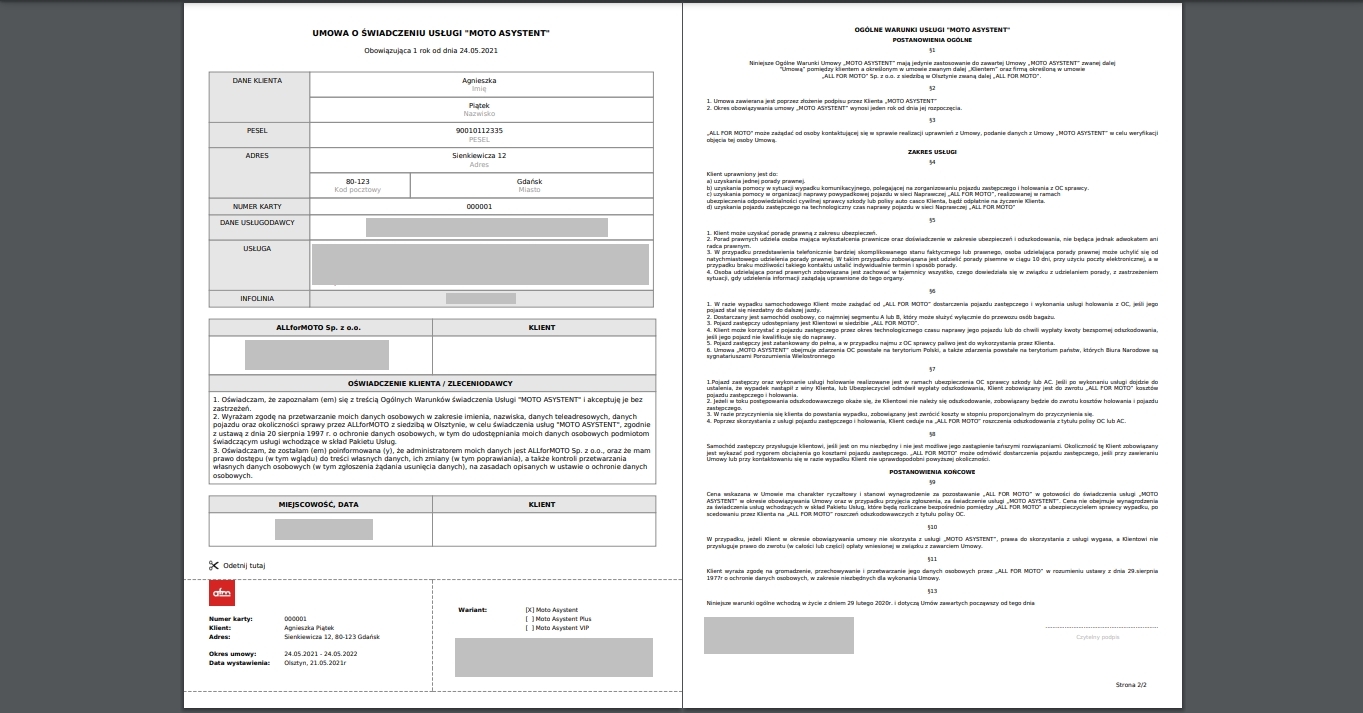 UMOWA O ŚWIADCZENIU USŁUGI "MOTO ASYSTENT"
Obowiązująca 1 rok od dnia 24.05.2021
DANE KLIENTA
Agnieszka
Imię
Piątek
Nazwisko
PESEL
90010112335
PESEL
ADRES
Sienkiewicza 12
Adres
80-123
Kod pocztowy
Gdańsk
Miasto
NUMER KARTY
000001
DANE USŁUGODAWCY
USŁUGA
INFOLINIA
ALLforMOTO Sp. z o.o.
KLIENT
OŚWIADCZENIE KLIENTA / ZLECENIODAWCY
1. Oświadczam, że zapoznałam (em) się z treścią Ogólnych Warunków świadczenia Usługi "MOTO ASYSTENT" i akceptuję je bez
zastrzeżeń.
2. Wyrażam zgodę na przetwarzanie moich danych osobowych w zakresie imienia, nazwiska, danych teleadresowych, danych
pojazdu oraz okoliczności sprawy przez ALLforMOTO z siedzibą w Olsztynie, w celu świadczenia usług "MOTO ASYSTENT", zgodnie
z ustawą z dnia 20 sierpnia 1997 r. o ochronie danych osobowych, w tym do udostępniania moich danych osobowych podmiotom
świadczącym usługi wchodzące w skład Pakietu Usług.
3. Oświadczam, że zostałam (em) poinformowana (y), że administratorem moich danych jest ALLforMOTO Sp. z o.o., oraz że mam
prawo dostępu (w tym wglądu) do treści własnych danych, ich zmiany (w tym poprawiania), a także kontroli przetwarzania
własnych danych osobowych (w tym zgłoszenia żądania usunięcia danych), na zasadach opisanych w ustawie o ochronie danych
osobowych.
MIEJSCOWOŚĆ, DATA
KLIENT
Odetnij tutaj
afm
Numer karty: 000001
Klient: Agnieszka Piątek
Adres: Sienkiewicza 12, 80-123 Gdańsk
Okres umowy: 24.05.2021 - 24.05.2022
Data wystawienia: Olsztyn, 21.05.2021r
Wariant: [X] Moto Asystent
[ ] Moto Asystent Plus
[ ] Moto Asystent VIP
OGÓLNE WARUNKI USŁUGI "MOTO ASYSTENT"
POSTANOWIENIA OGÓLNE
§1
Niniejsze Ogólne Warunki Umowy „MOTO ASYSTENT” mają jedynie zastosowanie do zawartej Umowy „MOTO ASYSTENT” zwanej dalej
"Umową" pomiędzy klientem a określonym w umowie zwanym dalej „Klientem” oraz firmą określoną w umowie
„ALL FOR MOTO” Sp. z o.o. z siedzibą w Olsztynie zwaną dalej „ALL FOR MOTO”.
§2
1. Umowa zawierana jest poprzez złożenie podpisu przez Klienta „MOTO ASYSTENT”
2. Okres obowiązywania umowy „MOTO ASYSTENT” wynosi jeden rok od dnia jej rozpoczęcia.
§3
„ALL FOR MOTO” może zażądać od osoby kontaktującej się w sprawie realizacji uprawnień z Umowy, podanie danych z Umowy „MOTO ASYSTENT” w celu weryfikacji
objęcia tej osoby Umową.
ZAKRES USŁUGI
§4
Klient uprawniony jest do:
a) uzyskania jednej porady prawnej.
b) uzyskania pomocy w sytuacji wypadku komunikacyjnego, polegającej na zorganizowaniu pojazdu zastępczego i holowania z OC sprawcy.
c) uzyskania pomocy w organizacji naprawy powypadkowej pojazdu w sieci Naprawczej „ALL FOR MOTO”, realizowanej w ramach
ubezpieczenia odpowiedzialności cywilnej sprawcy szkody lub polisy auto casco Klienta, bądź odpłatnie na życzenie Klienta.
d) uzyskania pojazdu zastępczego na technologiczny czas naprawy pojazdu w sieci Naprawczej „ALL FOR MOTO”
§5
1. Klient może uzyskać poradę prawną z zakresu ubezpieczeń.
2. Porad prawnych udziela osoba mająca wykształcenia prawnicze oraz doświadczenie w zakresie ubezpieczeń i odszkodowania, nie będąca jednak adwokatem ani
radcą prawnym.
3. W przypadku przedstawienia telefonicznie bardziej skomplikowanego stanu faktycznego lub prawnego, osoba udzielająca porady prawnej może uchylić się od
natychmiastowego udzielenia porady prawnej. W takim przypadku zobowiązana jest udzielić porady pisemne w ciągu 10 dni, przy użyciu poczty elektronicznej, a w
przypadku braku możliwości takiego kontaktu ustalić indywidualnie termin i sposób porady.
4. Osoba udzielająca porad prawnych zobowiązana jest zachować w tajemnicy wszystko, czego dowiedziała się w związku z udzielaniem porady, z zastrzeżeniem
sytuacji, gdy udzielenia informacji zażądają uprawnione do tego organy.
§6
1. W razie wypadku samochodowego Klient może zażądać od „ALL FOR MOTO” dostarczenia pojazdu zastępczego i wykonania usługi holowania z OC, jeśli jego
pojazd stał się niezdatny do dalszej jazdy.
2. Dostarczany jest samochód osobowy, co najmniej segmentu A lub B, który może służyć wyłącznie do przewozu osób bagażu.
3. Pojazd zastępczy udostępniany jest Klientowi w siedzibie „ALL FOR MOTO”.
4. Klient może korzystać z pojazdu zastępczego przez okres technologicznego czasu naprawy jego pojazdu lub do chwili wypłaty kwoty bezspornej odszkodowania,
jeśli jego pojazd nie kwalifikuje się do naprawy.
5. Pojazd zastępczy jest zatankowany do pełna, a w przypadku najmu z OC sprawcy paliwo jest do wykorzystania przez Klienta.
6. Umowa „MOTO ASYSTENT” obejmuje zdarzenia OC powstałe na terytorium Polski, a także zdarzenia powstałe na terytorium państw, których Biura Narodowe są
sygnatariuszami Porozumienia Wielostronnego
§7
1.Pojazd zastępczy oraz wykonanie usługi holowanie realizowane jest w ramach ubezpieczenia OC sprawcy szkody lub AC. Jeśli po wykonaniu usługi dojdzie do
ustalenia, że wypadek nastąpił z winy Klienta, lub Ubezpieczyciel odmówił wypłaty odszkodowania, Klient zobowiązany jest do zwrotu „ALL FOR MOTO” kosztów
pojazdu zastępczego i holowania.
2. Jeżeli w toku postępowania odszkodowawczego okaże się, że Klientowi nie należy się odszkodowanie, zobowiązany będzie do zwrotu kosztów holowania i pojazdu
zastępczego.
3. W razie przyczynienia się klienta do powstania wypadku, zobowiązany jest zwrócić koszty w stopniu proporcjonalnym do przyczynienia się.
4. Poprzez skorzystania z usługi pojazdu zastępczego i holowania, Klient ceduje na „ALL FOR MOTO” roszczenia odszkodowania z tytułu polisy OC lub AC.
§8
Samochód zastępczy przysługuje klientowi, jeśli jest on mu niezbędny i nie jest możliwe jego zastąpienie tańszymi rozwiązaniami. Okoliczność tę Klient zobowiązany
jest wykazać pod rygorem obciążenia go kosztami pojazdu zastępczego. „ALL FOR MOTO” może odmówić dostarczenia pojazdu zastępczego, jeśli przy zawieraniu
Umowy lub przy kontaktowaniu się w razie wypadku Klient nie uprawdopodobni powyższej okoliczności.
POSTANOWIENIA KOŃCOWE
§9
Cena wskazana w Umowie ma charakter ryczałtowy i stanowi wynagrodzenie za pozostawanie „ALL FOR MOTO” w gotowości do świadczenia usługi „MOTO
ASYSTENT” w okresie obowiązywania Umowy oraz w przypadku przyjęcia zgłoszenia, za świadczenie usług „MOTO ASYSTENT”. Cena nie obejmuje wynagrodzenia
za świadczenia usług wchodzących w skład Pakietu Usług, które będą rozliczane bezpośrednio pomiędzy „ALL FOR MOTO” a ubezpieczycielem sprawcy wypadku, po
scedowaniu przez Klienta na „ALL FOR MOTO” roszczeń odszkodowawczych z tytułu polisy OC.
§10
W przypadku, jeżeli Klient w okresie obowiązywania umowy nie skorzysta z usługi „MOTO ASYSTENT”, prawa do skorzystania z usługi wygasa, a Klientowi nie
przysługuje prawo do zwrotu (w całości lub części) opłaty wniesionej w związku z zawarciem Umowy.
§11
Klient wyraża zgodę na gromadzenie, przechowywanie i przetwarzanie jego danych osobowych przez „ALL FOR MOTO” w rozumieniu ustawy z dnia 29.sierpnia
1977r o ochronie danych osobowych, w zakresie niezbędnych dla wykonania Umowy.
§13
Niniejsze warunki ogólne wchodzą w życie z dniem 29 lutego 2020r. i dotyczą Umów zawartych począwszy od tego dnia
Czytelny podpis
Strona 2/2